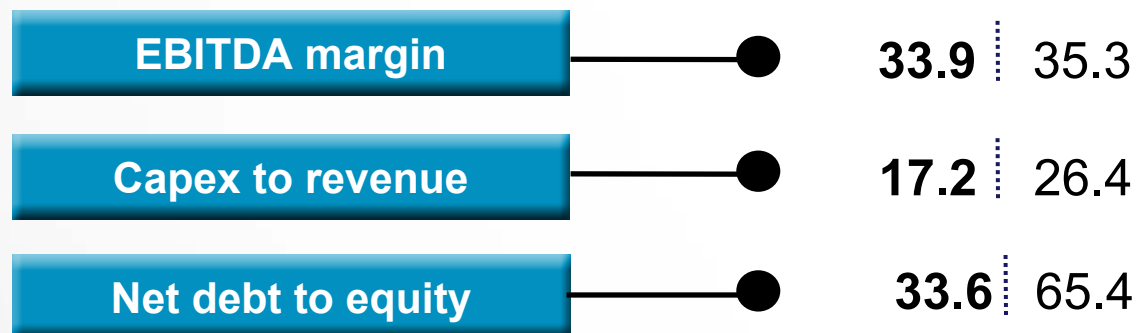 EBITDA margin 33.9 35.3
Capex to revenue 17.2 26.4
Net debt to equity 33.6 65.4